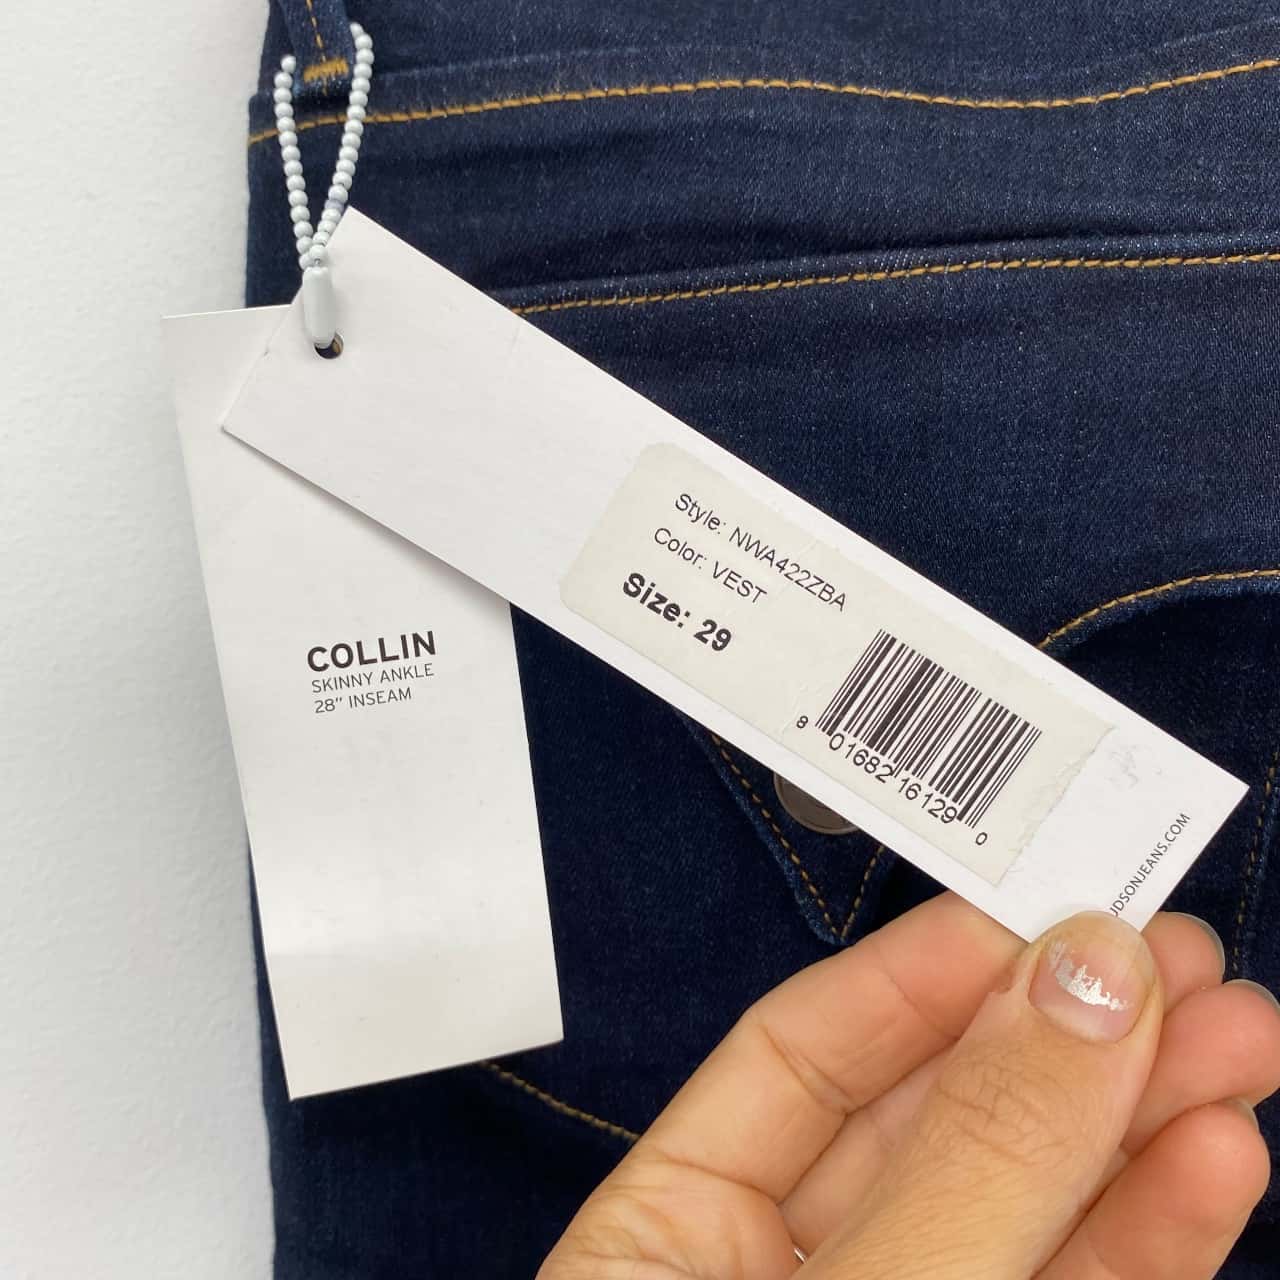 COLLIN
SKINNY ANKLE
28" INSEAM
Style: NWA422ZBA
Color: VEST
Size: 29
8 01682 16129 0
UDSONJEANS.COM